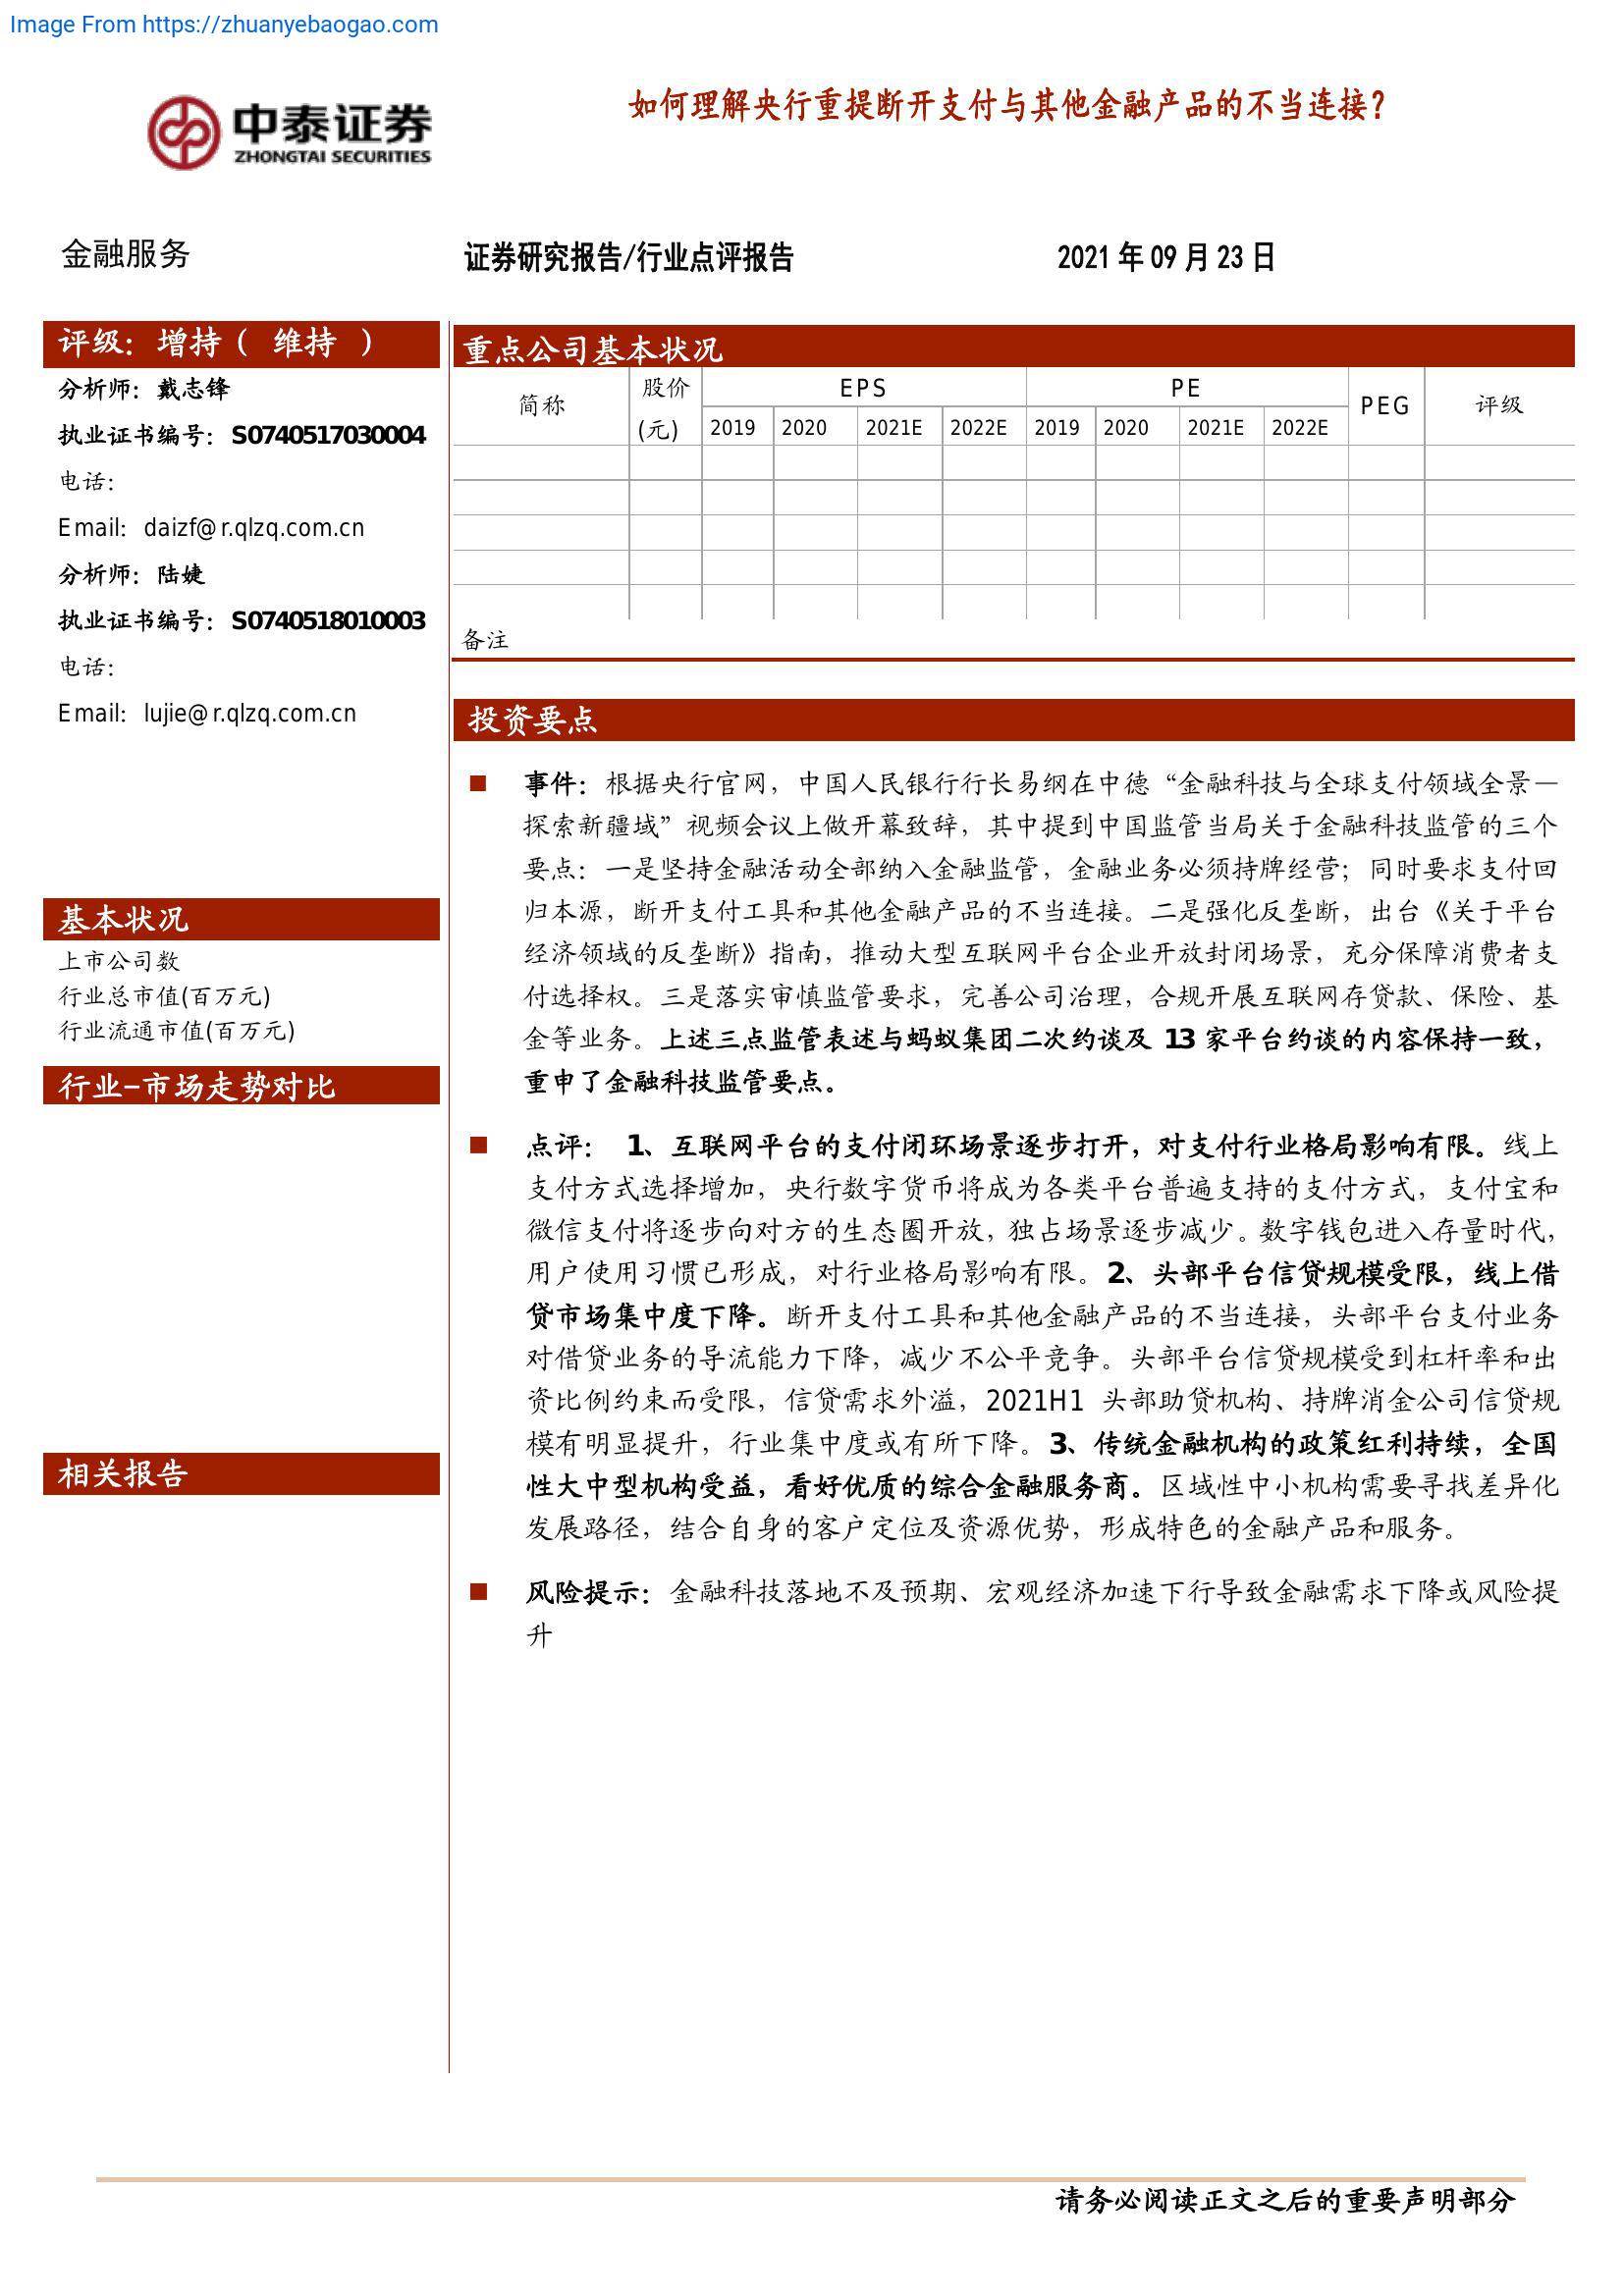 Image From https://zhuanyebaogao.com
中泰证券
ZHONGTAI SECURITIES
如何理解央行重提断开支付与其他金融产品的不当连接?
金融服务
证券研究报告/行业点评报告
2021 年 09 月 23 日
评级：增持（ 维持 ）
分析师：戴志锋
执业证书编号：S0740517030004
电话：
Email：daizf@r.qlzq.com.cn
分析师：陆婕
执业证书编号：S0740518010003
电话：
Email：lujie@r.qlzq.com.cn
基本状况
上市公司数
行业总市值(百万元)
行业流通市值(百万元)
行业-市场走势对比
相关报告
重点公司基本状况
简称 股价 EPS PE PEG 评级
(元) 2019 2020 2021E 2022E 2019 2020 2021E 2022E
备注
投资要点
事件：根据央行官网，中国人民银行行长易纲在中德“金融科技与全球支付领域全景—
探索新疆域”视频会议上做开幕致辞，其中提到中国监管当局关于金融科技监管的三个
要点：一是坚持金融活动全部纳入金融监管，金融业务必须持牌经营；同时要求支付回
归本源，断开支付工具和其他金融产品的不当连接。二是强化反垄断，出台《关于平台
经济领域的反垄断》指南，推动大型互联网平台企业开放封闭场景，充分保障消费者支
付选择权。三是落实审慎监管要求，完善公司治理，合规开展互联网存贷款、保险、基
金等业务。上述三点监管表述与蚂蚁集团二次约谈及 13 家平台约谈的内容保持一致，
重申了金融科技监管要点。
点评： 1、互联网平台的支付闭环场景逐步打开，对支付行业格局影响有限。线上
支付方式选择增加，央行数字货币将成为各类平台普遍支持的支付方式，支付宝和
微信支付将逐步向对方的生态圈开放，独占场景逐步减少。数字钱包进入存量时代，
用户使用习惯已形成，对行业格局影响有限。2、头部平台信贷规模受限，线上借
贷市场集中度下降。断开支付工具和其他金融产品的不当连接，头部平台支付业务
对借贷业务的导流能力下降，减少不公平竞争。头部平台信贷规模受到杠杆率和出
资比例约束而受限，信贷需求外溢，2021H1 头部助贷机构、持牌消金公司信贷规
模有明显提升，行业集中度或有所下降。3、传统金融机构的政策红利持续，全国
性大中型机构受益，看好优质的综合金融服务商。区域性中小机构需要寻找差异化
发展路径，结合自身的客户定位及资源优势，形成特色的金融产品和服务。
风险提示：金融科技落地不及预期、宏观经济加速下行导致金融需求下降或风险提
升
请务必阅读正文之后的重要声明部分